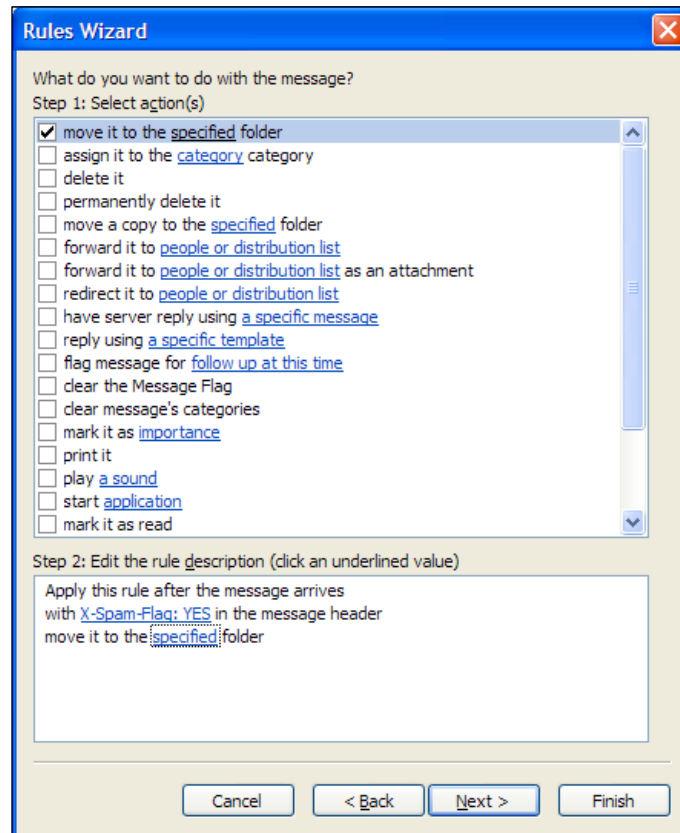 Rules Wizard
What do you want to do with the message?
Step 1: Select action(s)
move it to the specified folder
assign it to the category category
delete it
permanently delete it
move a copy to the specified folder
forward it to people or distribution list
forward it to people or distribution list as an attachment
redirect it to people or distribution list
have server reply using a specific message
reply using a specific template
flag message for follow up at this time
clear the Message Flag
clear message's categories
mark it as importance
print it
play a sound
start application
mark it as read
Step 2: Edit the rule description (click an underlined value)
Apply this rule after the message arrives
with X-Spam-Flag: YES in the message header
move it to the specified folder
Cancel < Back Next > Finish